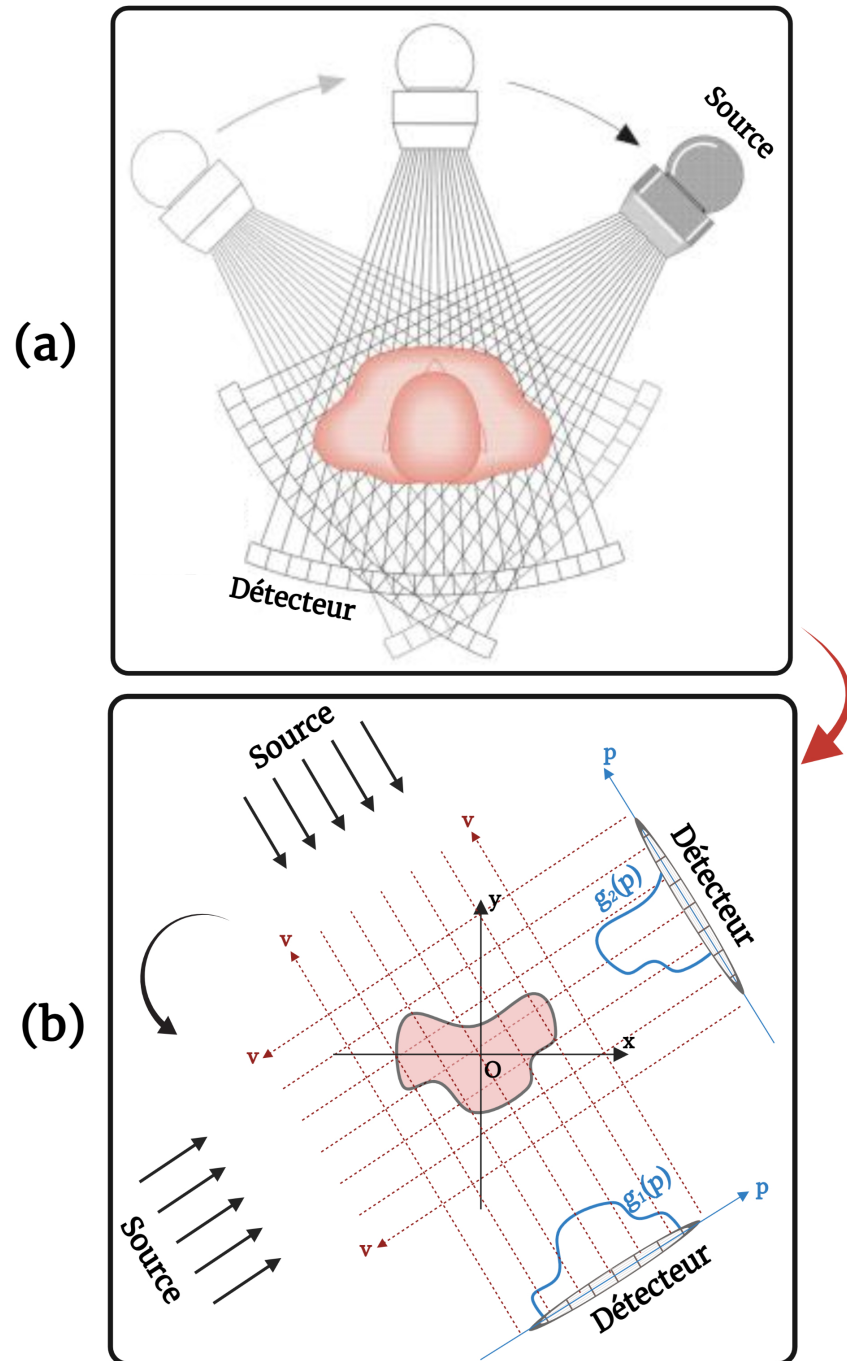 Source
(a)
Détecteur
Source
p
v
Détecteur
g₂(p)
y
v
(b)
x
v
O
Source
g₁(p)
p
v
Détecteur